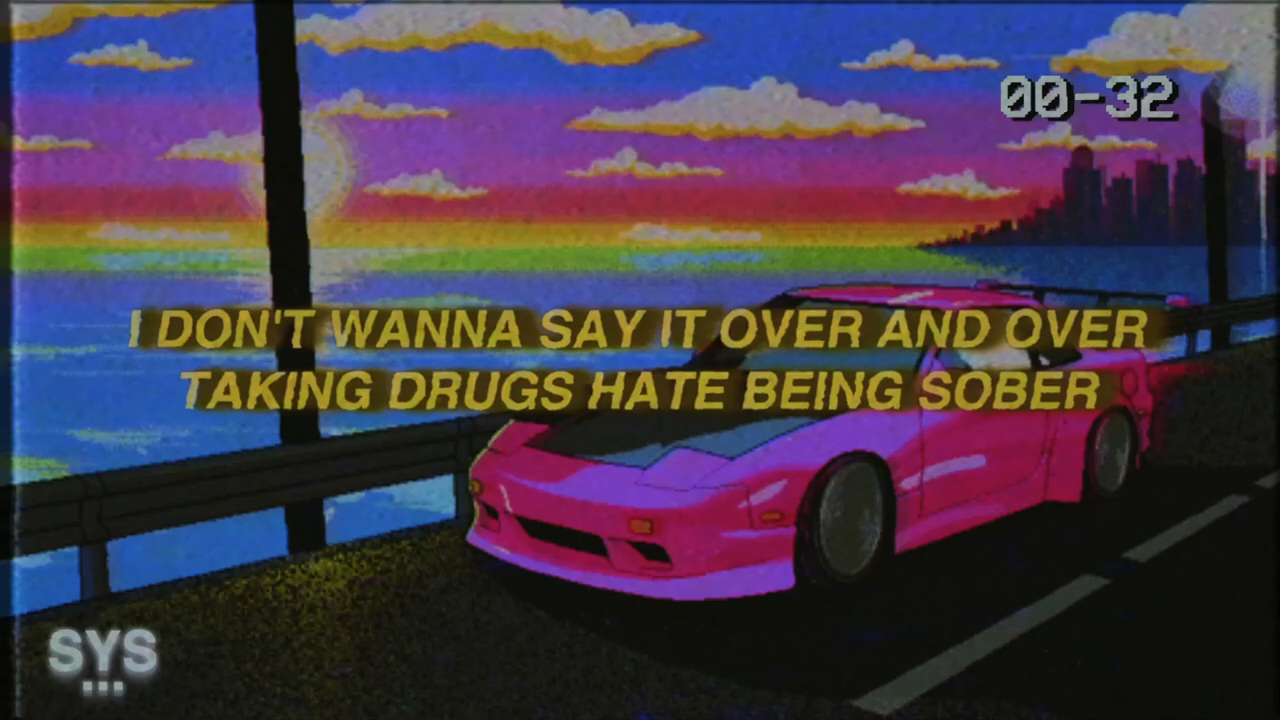 00-32
I DON'T WANNA SAY IT OVER AND OVER
TAKING DRUGS HATE BEING SOBER
SYS